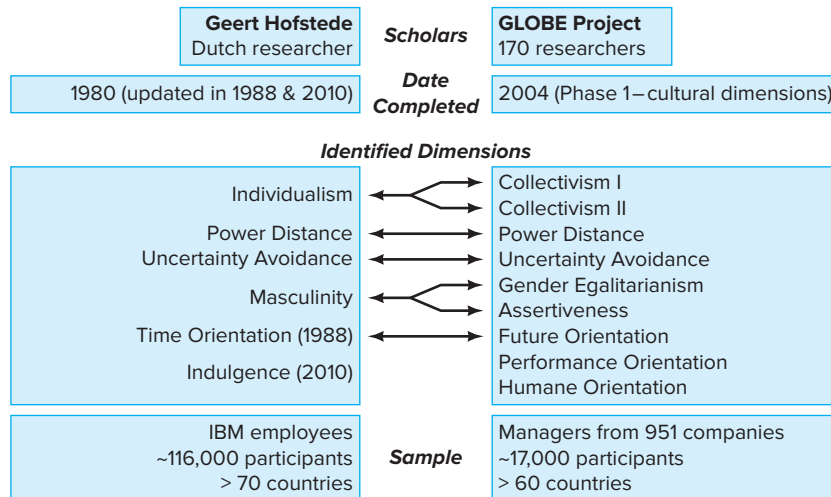 Geert Hofstede
Dutch researcher
Scholars
GLOBE Project
170 researchers
1980 (updated in 1988 & 2010)
Date
Completed
2004 (Phase 1–cultural dimensions)
Identified Dimensions
Individualism
Power Distance
Uncertainty Avoidance
Masculinity
Time Orientation (1988)
Indulgence (2010)
Collectivism I
Collectivism II
Power Distance
Uncertainty Avoidance
Gender Egalitarianism
Assertiveness
Future Orientation
Performance Orientation
Humane Orientation
IBM employees
~116,000 participants
> 70 countries
Sample
Managers from 951 companies
~17,000 participants
> 60 countries